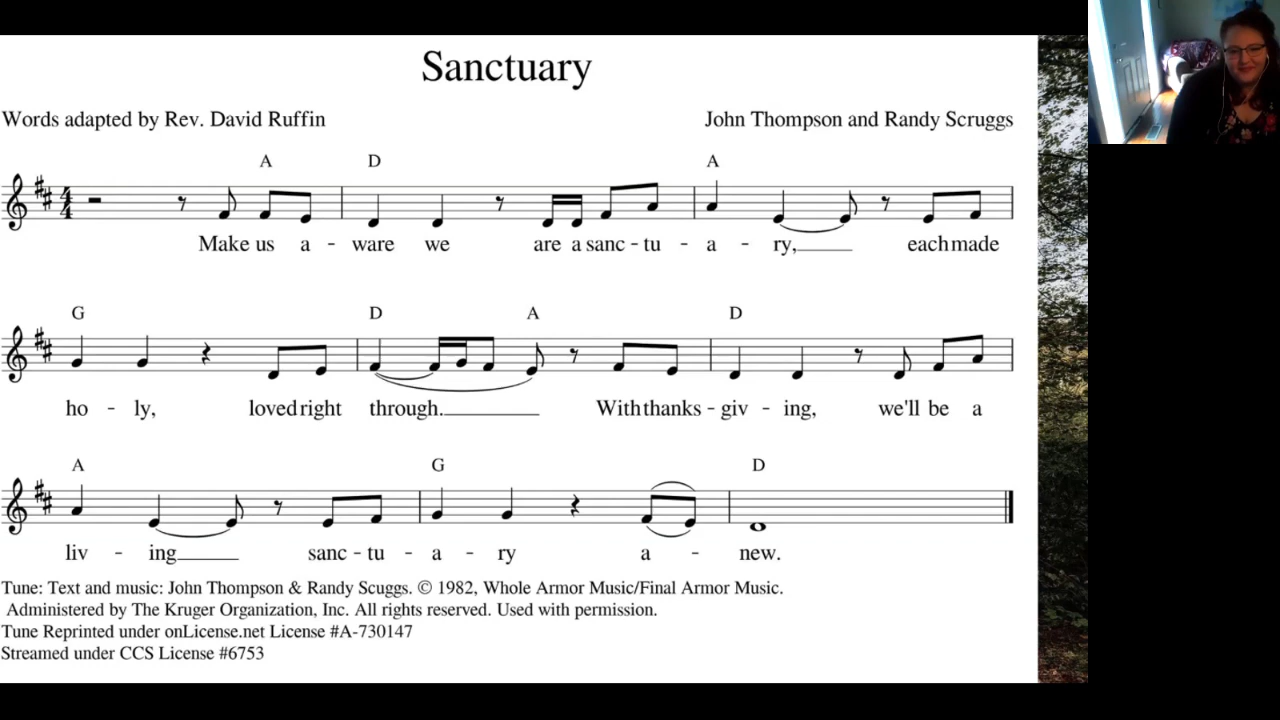 Sanctuary
Words adapted by Rev. David Ruffin
John Thompson and Randy Scruggs
A D A
4
4
Make us a - ware we are a sanc - tu - a - ry, each made
G D A D
ho - ly, loved right through. With thanks - giv - ing, we'll be a
A G D
liv - ing sanc - tu - a - ry a - new.
Tune: Text and music: John Thompson & Randy Scuggs. © 1982, Whole Armor Music/Final Armor Music.
Administered by The Kruger Organization, Inc. All rights reserved. Used with permission.
Tune Reprinted under onLicense.net License #A-730147
Streamed under CCS License #6753